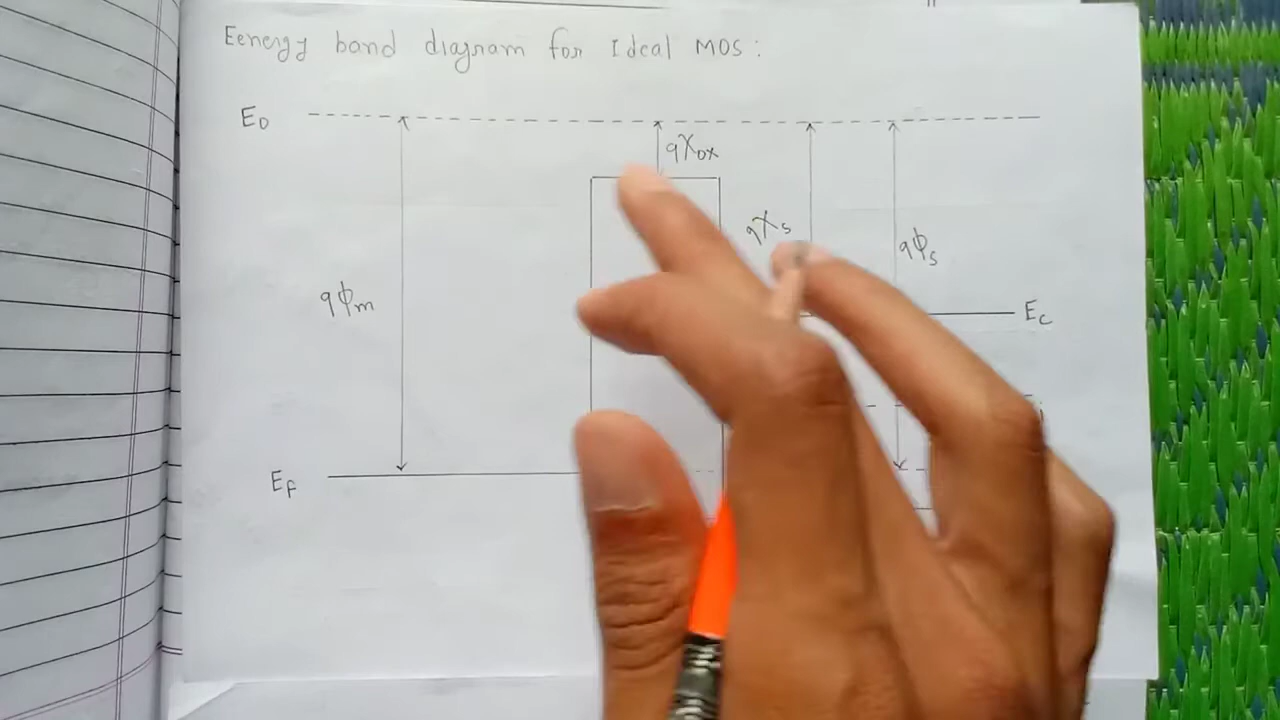 Eenergy band diagram for Ideal MOS :
E₀
qχox
qχs
qϕs
qϕm
Ec
EF